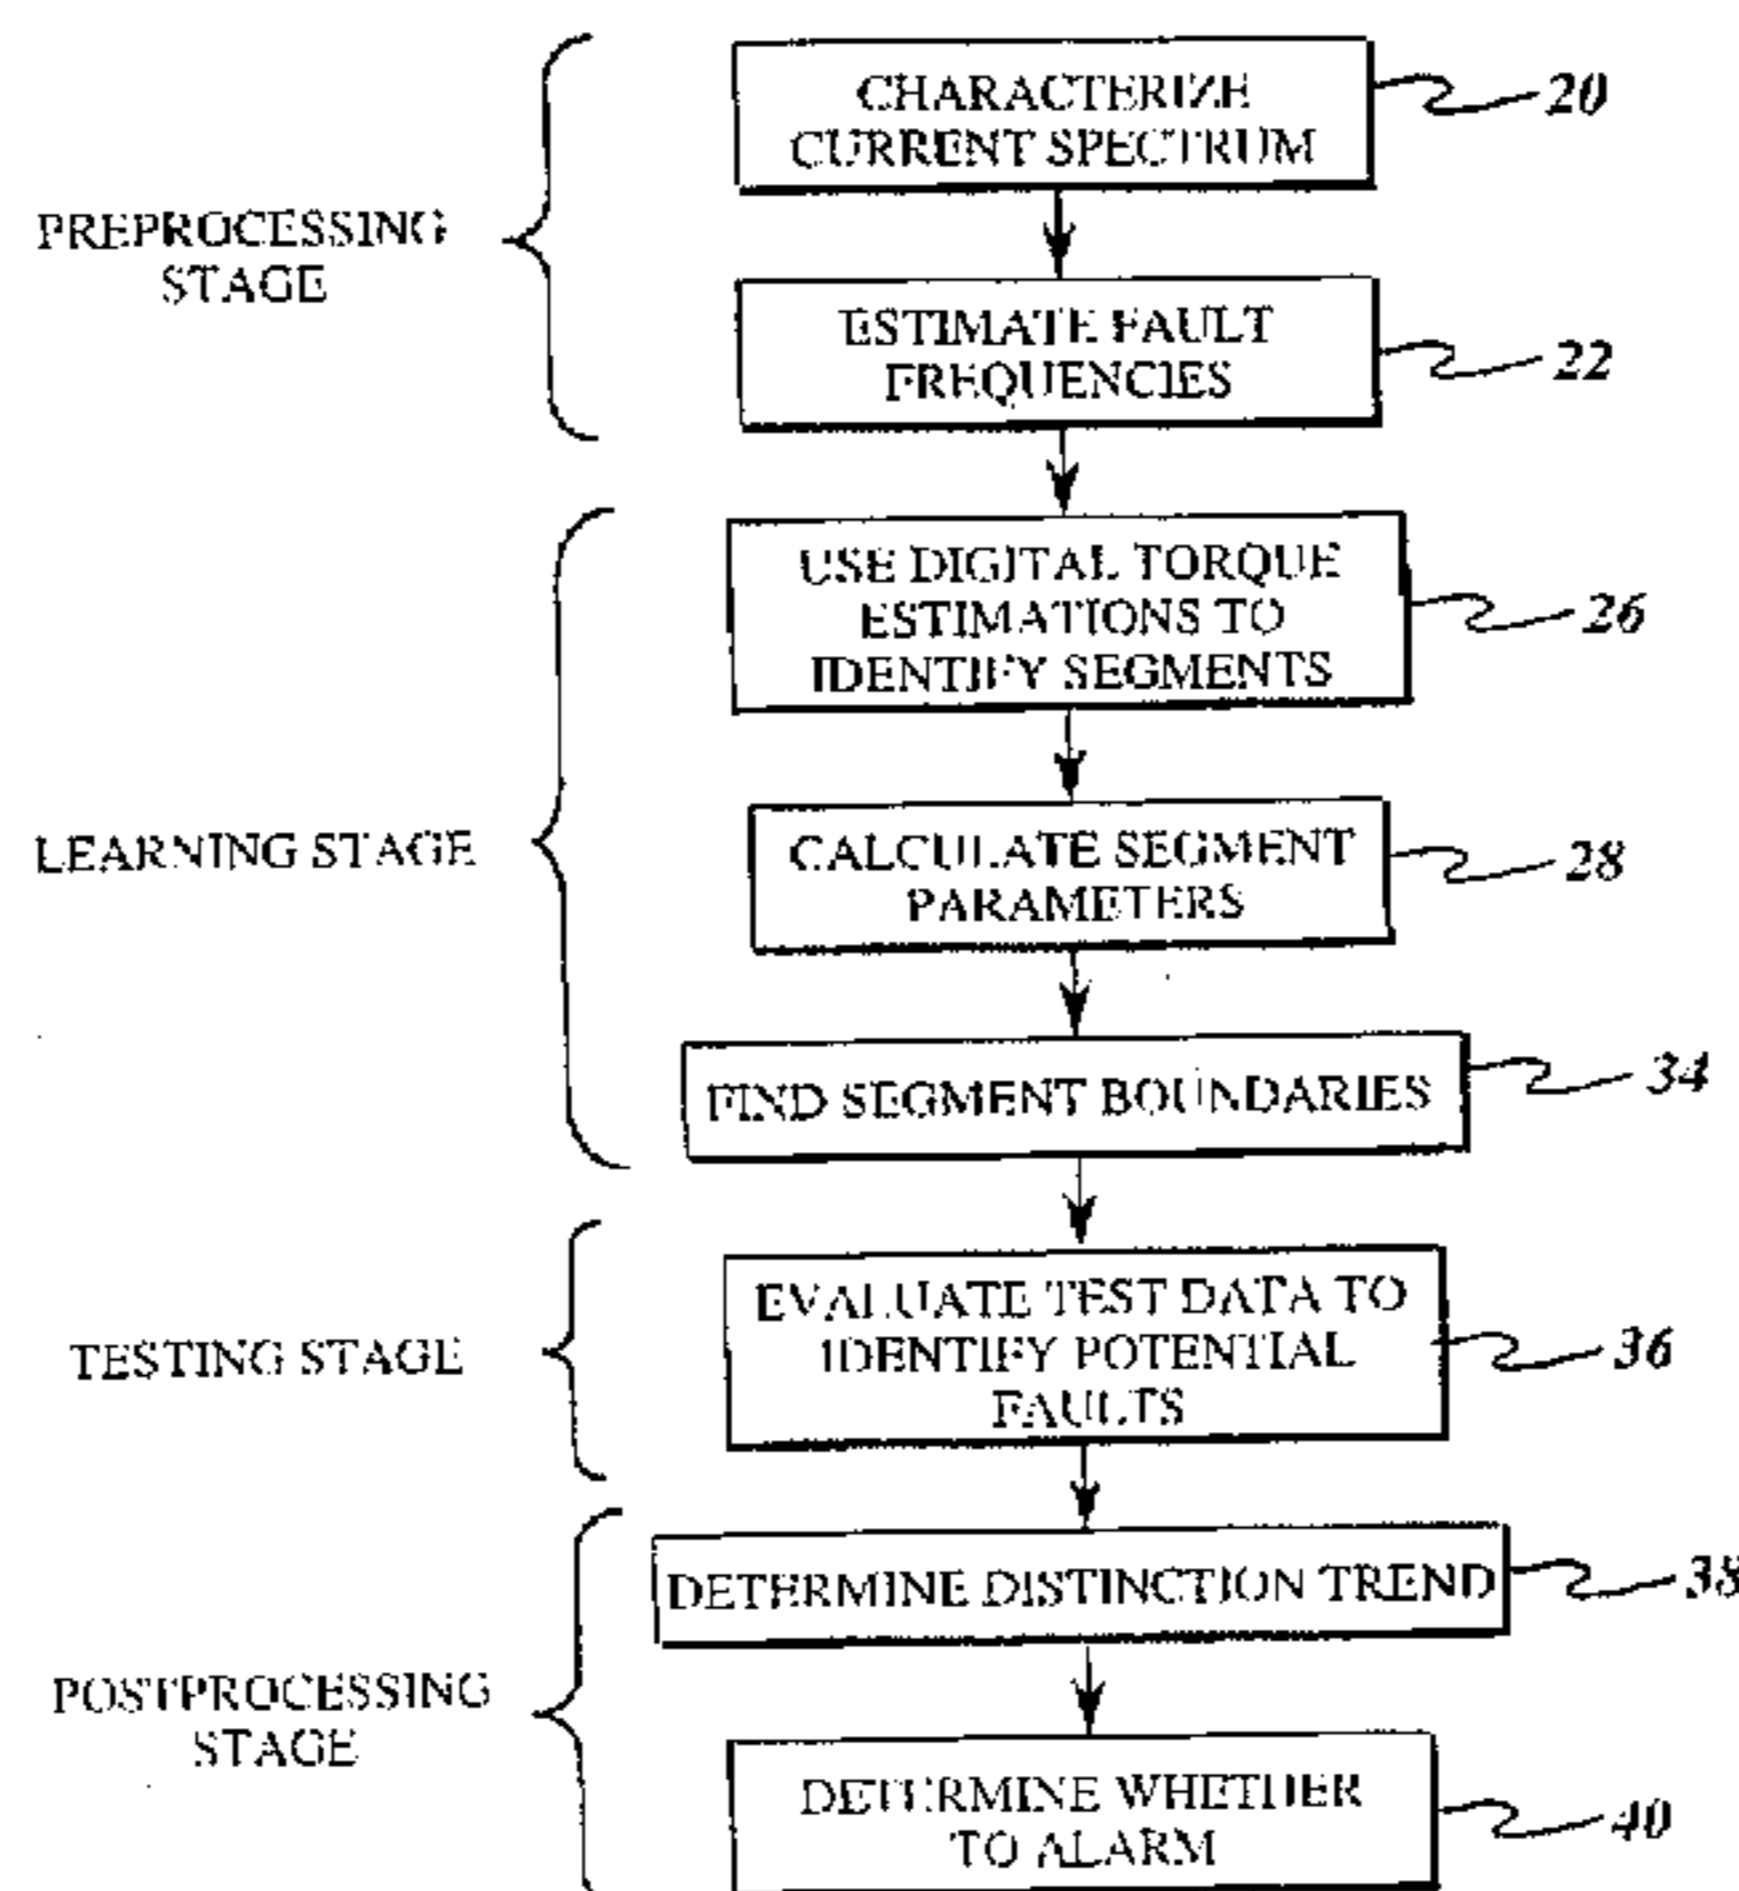 CHARACTERIZE
CURRENT SPECTRUM
20
PREPROCESSING
STAGE
ESTIMATE FAULT
FREQUENCIES
22
USE DIGITAL TORQUE
ESTIMATIONS TO
IDENTIFY SEGMENTS
26
LEARNING STAGE
CALCULATE SEGMENT
PARAMETERS
28
FIND SEGMENT BOUNDARIES
34
TESTING STAGE
EVALUATE TEST DATA TO
IDENTIFY POTENTIAL
FAULTS
36
DETERMINE DISTINCTION TREND
38
POSTPROCESSING
STAGE
DETERMINE WHETHER
TO ALARM
40